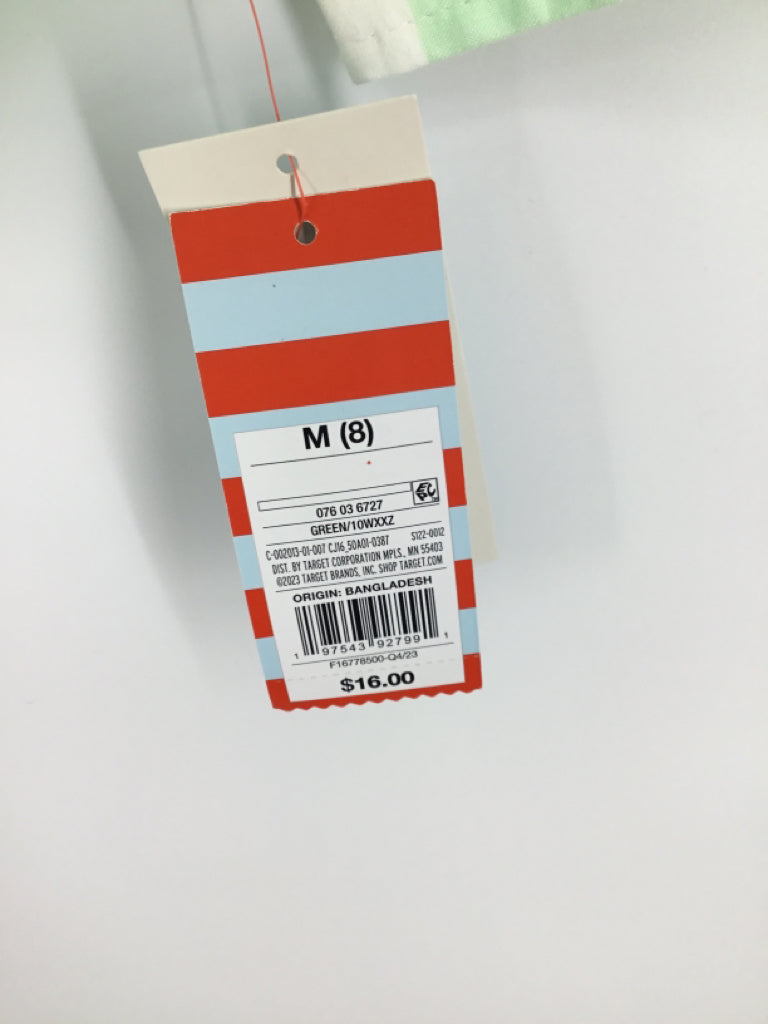 M (8)
076 03 6727
GREEN/10WXXZ
C-002013-01-007 CJ16_50A01-0387 S122-0012
DIST. BY TARGET CORPORATION MPLS., MN 55403
©2023 TARGET BRANDS, INC. SHOP TARGET.COM
ORIGIN: BANGLADESH
1 97543 92799 1
F16778500-Q4/23
$16.00